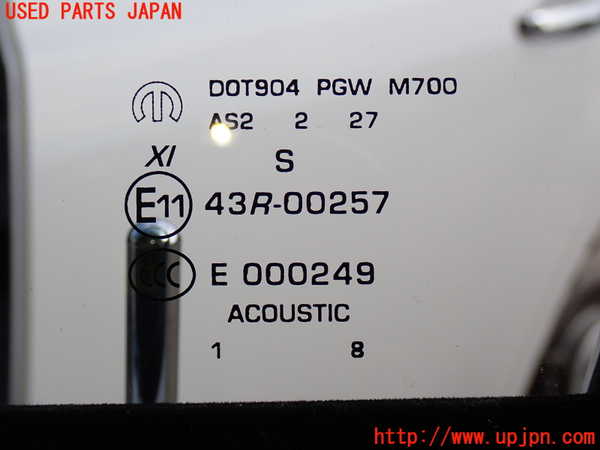 USED PARTS JAPAN
DOT904 PGW M700
AS2 2 27
XI S
E11 43R-00257
CCC E 000249
ACOUSTIC
1 8
http://www.upjpn.com/